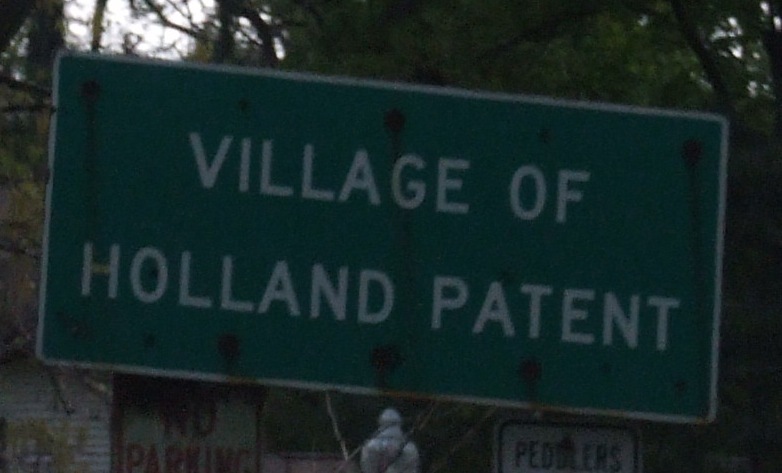 VILLAGE OF
HOLLAND PATENT
NO
PARKING
PEDDLERS